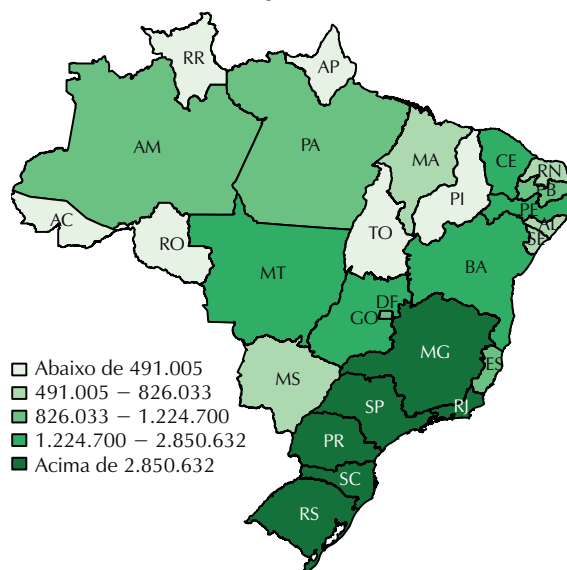 RR
AP
AM
PA
MA
CE
RN
PB
PE
AL
SE
PI
AC
RO
TO
MT
BA
DF
GO
MG
ES
MS
SP
RJ
PR
SC
RS
Abaixo de 491.005
491.005 – 826.033
826.033 – 1.224.700
1.224.700 – 2.850.632
Acima de 2.850.632